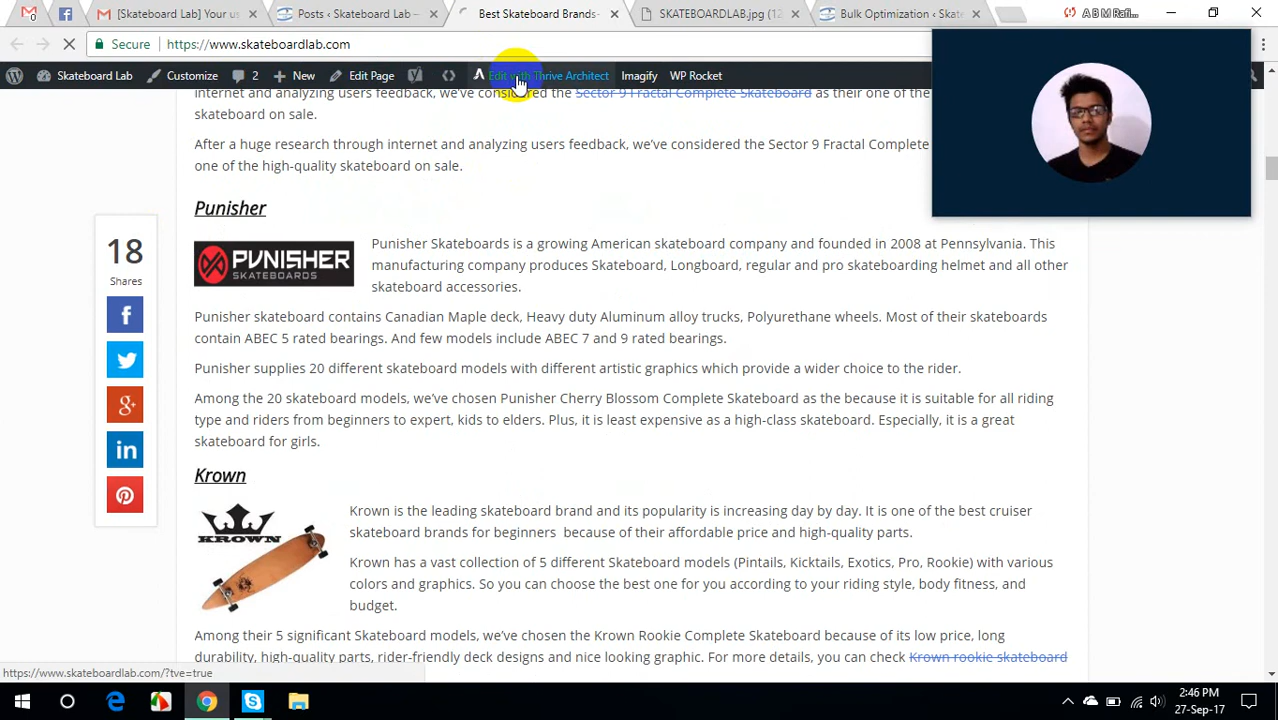 [Skateboard Lab] Your u
Posts ‹ Skateboard Lab —
Best Skateboard Brands-
SKATEBOARDLAB.jpg (12
Bulk Optimization ‹ Skate
A B M Rafi...
Secure
https://www.skateboardlab.com
Skateboard Lab
Customize
2
New
Edit Page
Edit with Thrive Architect
Imagify
WP Rocket
internet and analyzing users feedback, we've considered the Sector 9 Fractal Complete Skateboard as their one of the
skateboard on sale.
After a huge research through internet and analyzing users feedback, we've considered the Sector 9 Fractal Complete
one of the high-quality skateboard on sale.
Punisher
PUNISHER
SKATEBOARDS
Punisher Skateboards is a growing American skateboard company and founded in 2008 at Pennsylvania. This
manufacturing company produces Skateboard, Longboard, regular and pro skateboarding helmet and all other
skateboard accessories.
Punisher skateboard contains Canadian Maple deck, Heavy duty Aluminum alloy trucks, Polyurethane wheels. Most of their skateboards
contain ABEC 5 rated bearings. And few models include ABEC 7 and 9 rated bearings.
Punisher supplies 20 different skateboard models with different artistic graphics which provide a wider choice to the rider.
Among the 20 skateboard models, we've chosen Punisher Cherry Blossom Complete Skateboard as the because it is suitable for all riding
type and riders from beginners to expert, kids to elders. Plus, it is least expensive as a high-class skateboard. Especially, it is a great
skateboard for girls.
18
Shares
Krown
KROWN
Krown is the leading skateboard brand and its popularity is increasing day by day. It is one of the best cruiser
skateboard brands for beginners because of their affordable price and high-quality parts.
Krown has a vast collection of 5 different Skateboard models (Pintails, Kicktails, Exotics, Pro, Rookie) with various
colors and graphics. So you can choose the best one for you according to your riding style, body fitness, and
budget.
Among their 5 significant Skateboard models, we've chosen the Krown Rookie Complete Skateboard because of its low price, long
durability, high-quality parts, rider-friendly deck designs and nice looking graphic. For more details, you can check Krown rookie skateboard
https://www.skateboardlab.com/?tve=true
2:46 PM
27-Sep-17